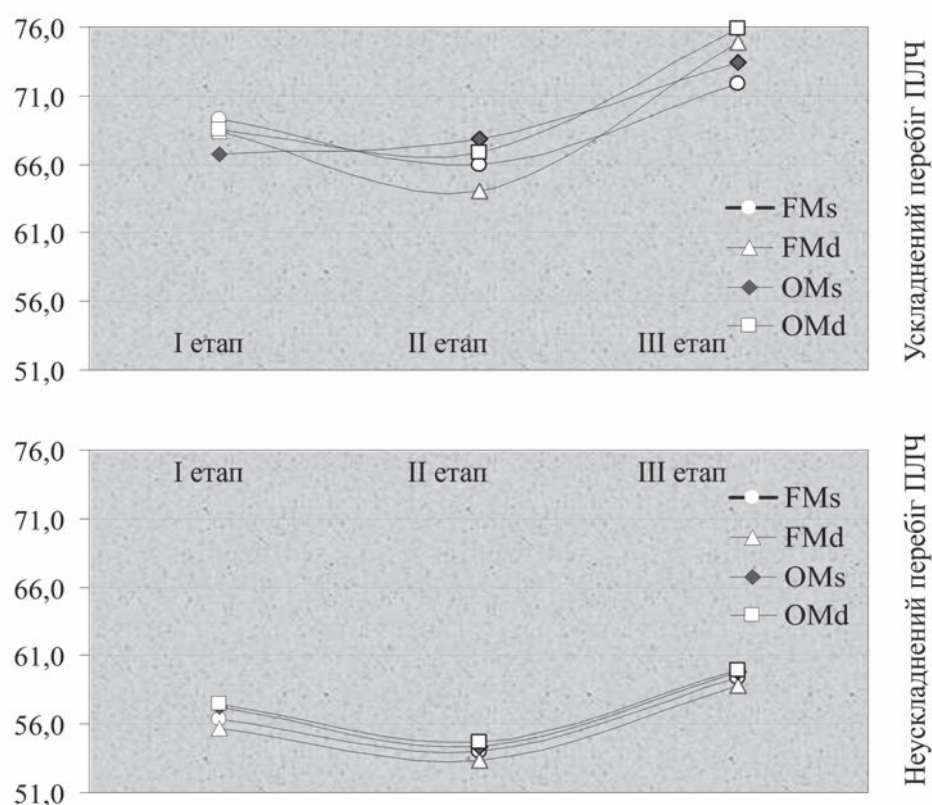 76,0
71,0
66,0
61,0
56,0
51,0
I етап
II етап
III етап
FMs
FMd
OMs
OMd
Ускладнений перебіг ПЛЧ
76,0
71,0
66,0
61,0
56,0
51,0
I етап
II етап
III етап
FMs
FMd
OMs
OMd
Неускладнений перебіг ПЛЧ